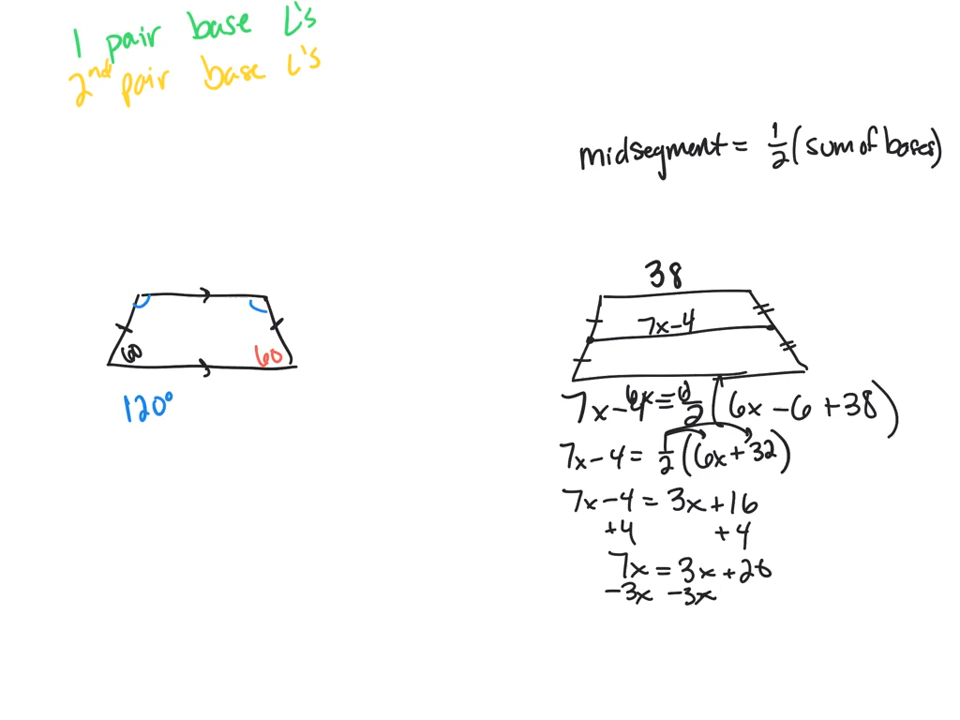 1 pair base L's
2nd pair base L's
midsegment = 1/2 (sum of bases)
38
7x-4
60 60
120°
6x - 6
7x-4 = 1/2 (6x - 6 + 38)
7x-4 = 1/2 (6x + 32)
7x-4 = 3x + 16
+4 +4
7x = 3x + 20
-3x -3x